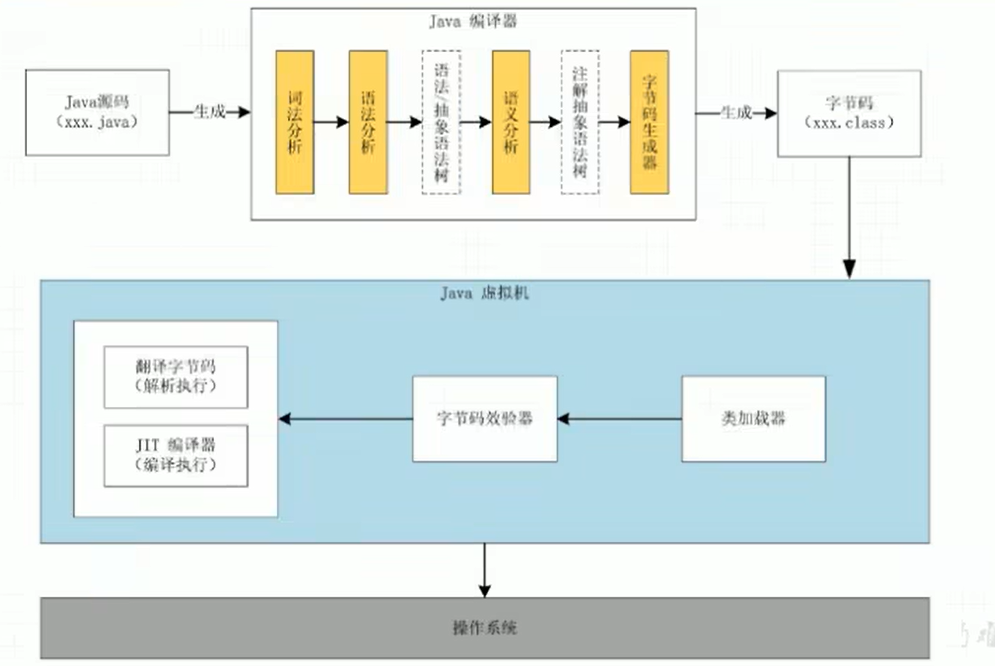 Java 编译器
Java源码
(xxx.java)
生成
词法分析
语法分析
语法/抽象语法树
语义分析
注解抽象语法树
字节码生成器
生成
字节码
(xxx.class)
Java 虚拟机
翻译字节码
(解析执行)
JIT 编译器
(编译执行)
字节码效验器
类加载器
操作系统